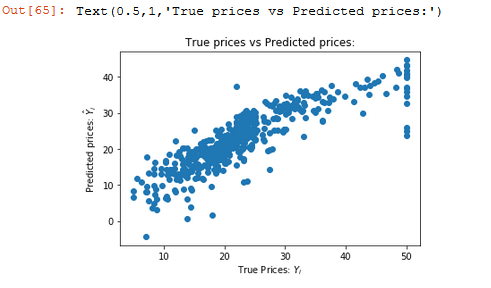 Out[65]: Text(0.5,1,'True prices vs Predicted prices:')
True prices vs Predicted prices:
40
30
20
10
0
Predicted prices: Ŷᵢ
10 20 30 40 50
True Prices: Yᵢ